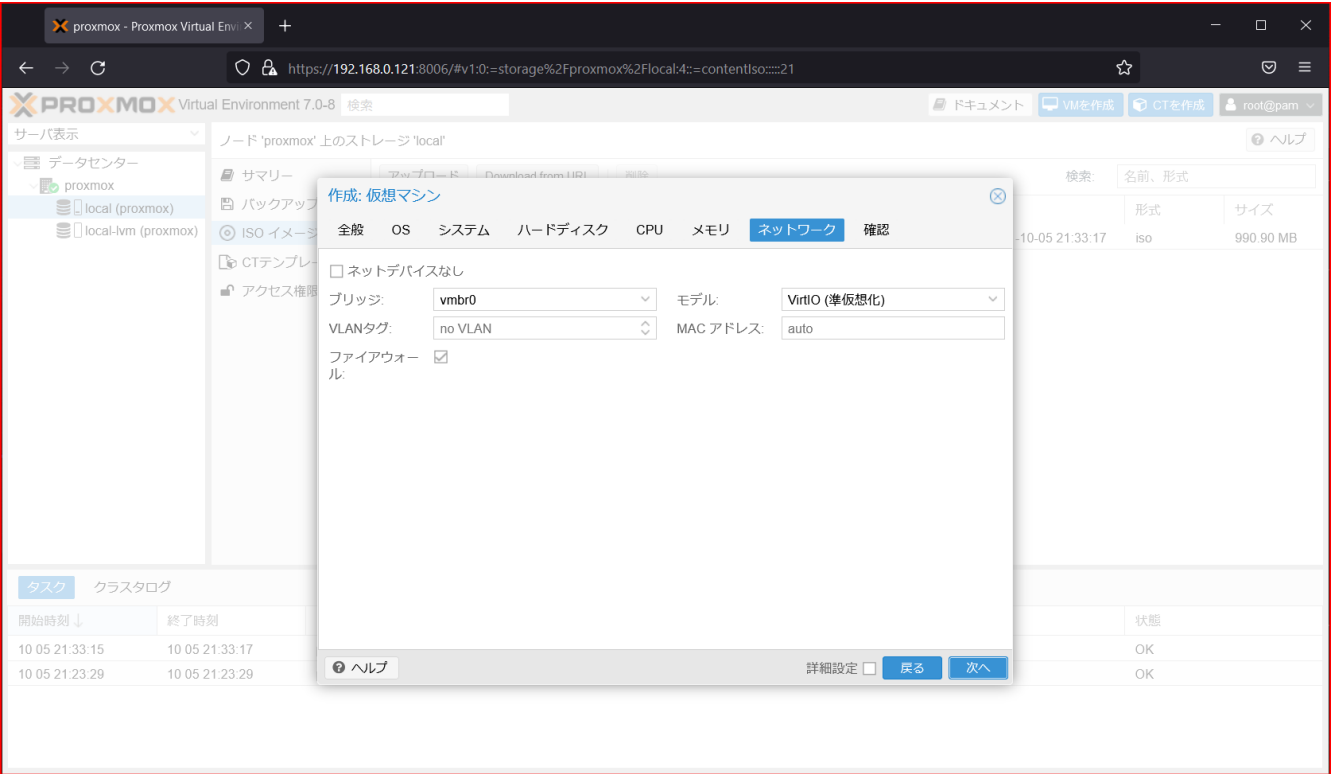 proxmox - Proxmox Virtual Envi
https://192.168.0.121:8006/#v1:0:=storage%2Fproxmox%2Flocal:4::=contentIso:::::21
PROXMOX Virtual Environment 7.0-8 検索 ドキュメント VMを作成 CTを作成 root@pam
サーバ表示 ノード 'proxmox' 上のストレージ 'local' ヘルプ
データセンター
proxmox
local (proxmox)
local-lvm (proxmox)
サマリー
バックアップ
ISO イメージ
CTテンプレー
アクセス権限
アップロード Download from URL 削除 検索: 名前、形式
形式 サイズ
-10-05 21:33:17 iso 990.90 MB
作成: 仮想マシン
全般 OS システム ハードディスク CPU メモリ ネットワーク 確認
ネットデバイスなし
ブリッジ: vmbr0 モデル: VirtIO (準仮想化)
VLANタグ: no VLAN MAC アドレス: auto
ファイアウォー
ル:
ヘルプ 詳細設定 戻る 次へ
タスク クラスタログ
開始時刻 終了時刻 状態
10 05 21:33:15 10 05 21:33:17 OK
10 05 21:23:29 10 05 21:23:29 OK